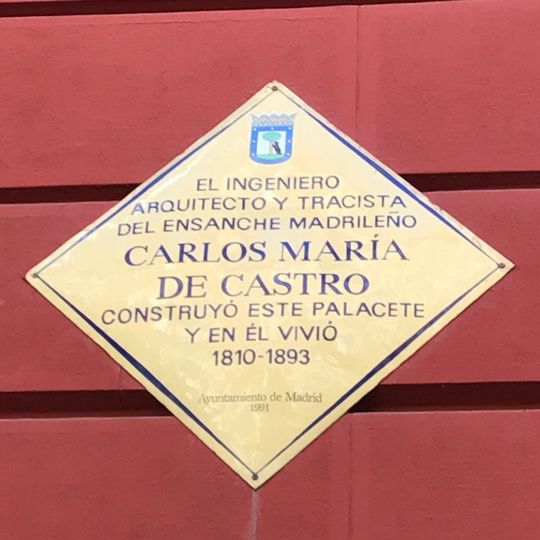 EL INGENIERO
ARQUITECTO Y TRACISTA
DEL ENSANCHE MADRILEÑO
CARLOS MARÍA
DE CASTRO
CONSTRUYÓ ESTE PALACETE
Y EN ÉL VIVIÓ
1810-1893
Ayuntamiento de Madrid
1991